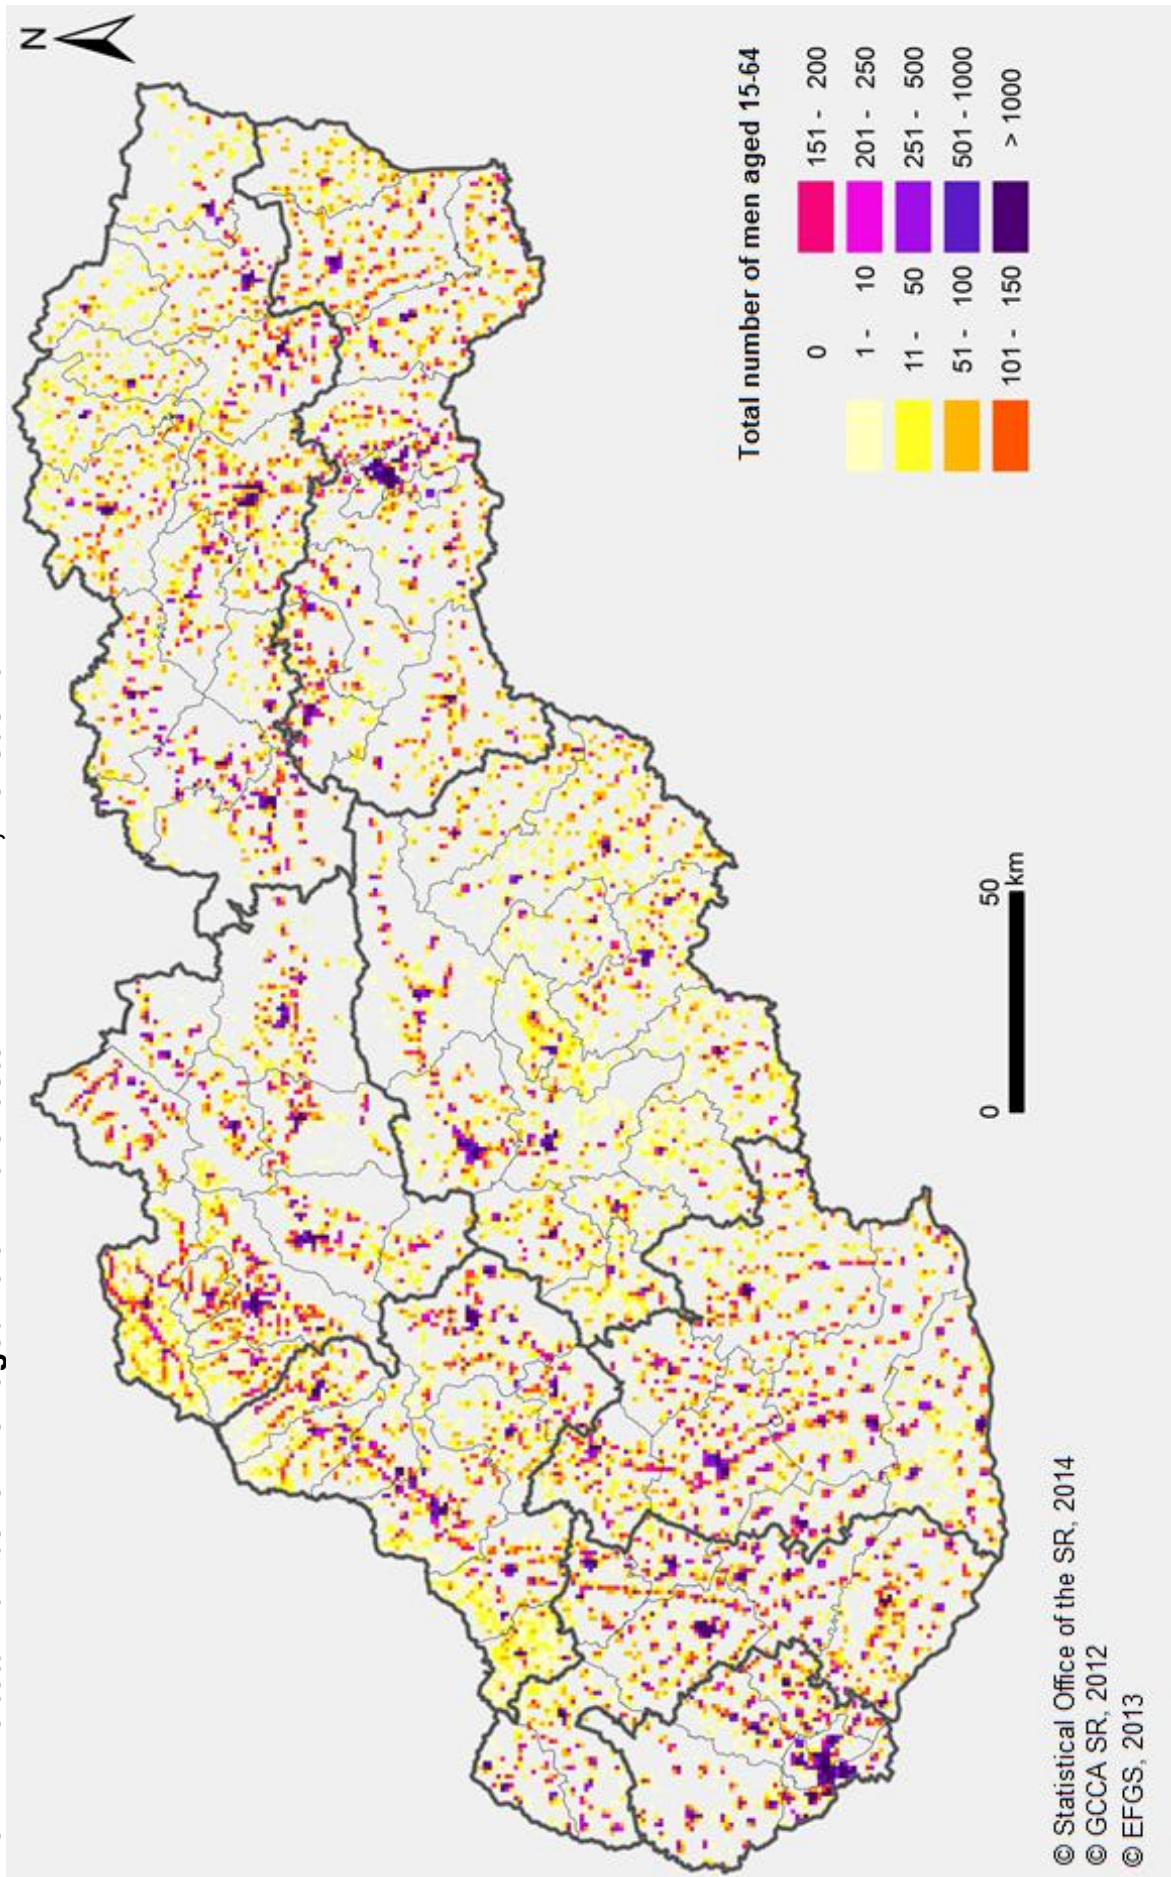 N
Total number of men aged 15-64
0
1 - 10
11 - 50
51 - 100
101 - 150
151 - 200
201 - 250
251 - 500
501 - 1000
> 1000
0 50
km
© Statistical Office of the SR, 2014
© GCCA SR, 2012
© EFGS, 2013